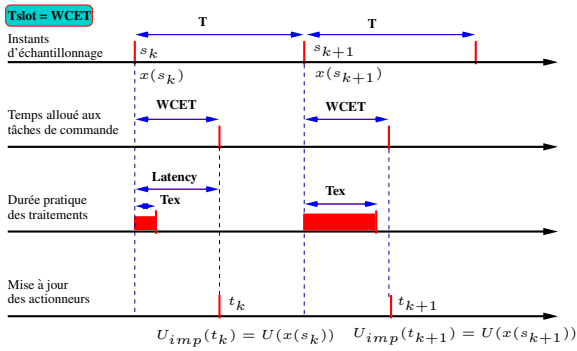 Tslot = WCET
T
T
Instants
d'échantillonnage
s_k
s_{k+1}
x(s_k)
x(s_{k+1})
Temps alloué aux
tâches de commande
WCET
WCET
Latency
Tex
Tex
Durée pratique
des traitements
Mise à jour
des actionneurs
t_k
t_{k+1}
U_{imp}(t_k) = U(x(s_k))
U_{imp}(t_{k+1}) = U(x(s_{k+1}))